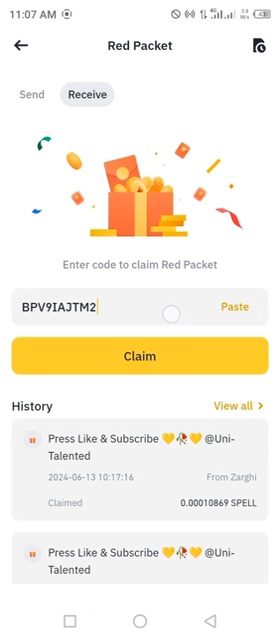 11:07 AM
Red Packet
Send
Receive
Enter code to claim Red Packet
BPV9IAJTM2
Paste
Claim
History
View all
Press Like & Subscribe 💛🥀💛 @Uni-
Talented
2024-06-13 10:17:16
From Zarghi
Claimed
0.00010869 SPELL
Press Like & Subscribe 💛🥀💛 @Uni-
Talented